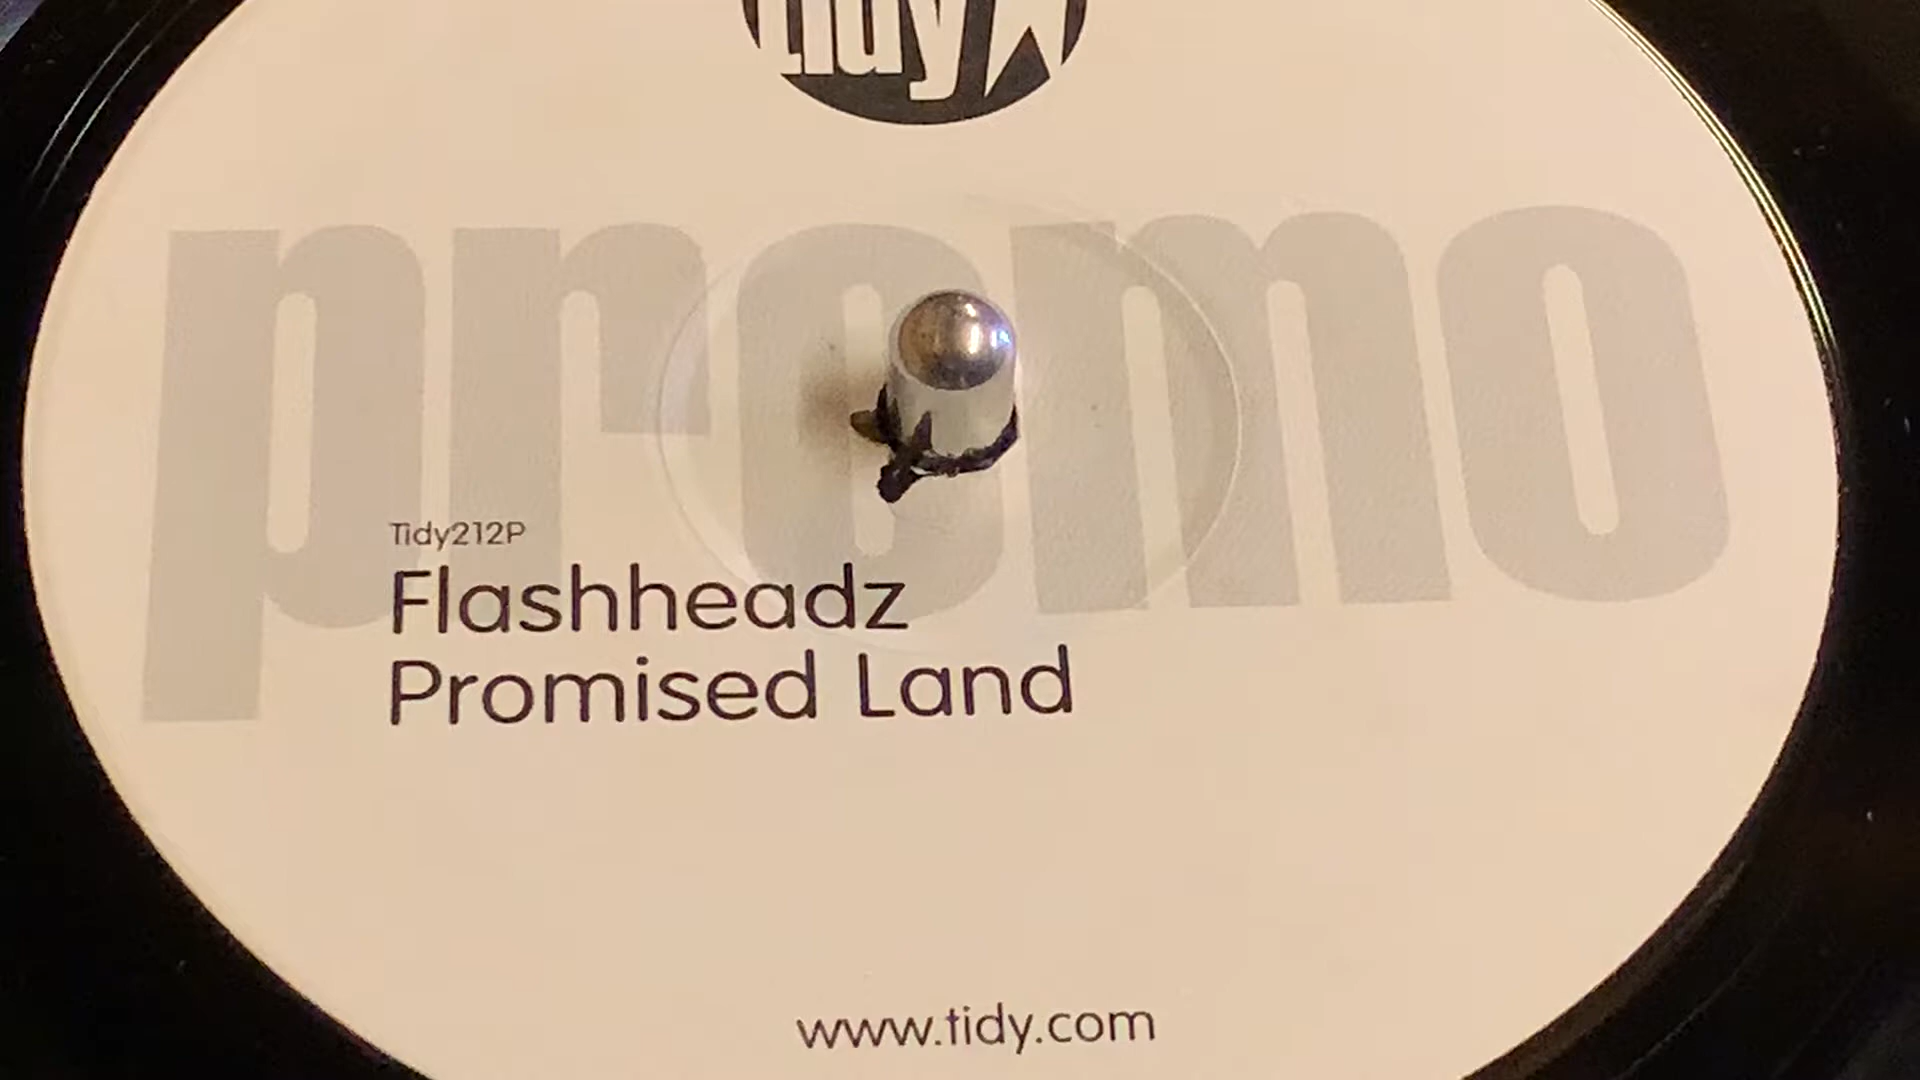 tidy
promo
Tidy212P
Flashheadz
Promised Land
www.tidy.com